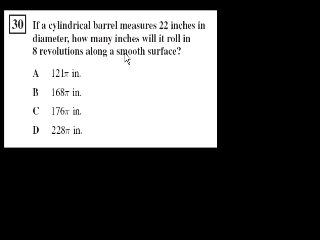 30 If a cylindrical barrel measures 22 inches in
diameter, how many inches will it roll in
8 revolutions along a smooth surface?
A 121π in.
B 168π in.
C 176π in.
D 228π in.